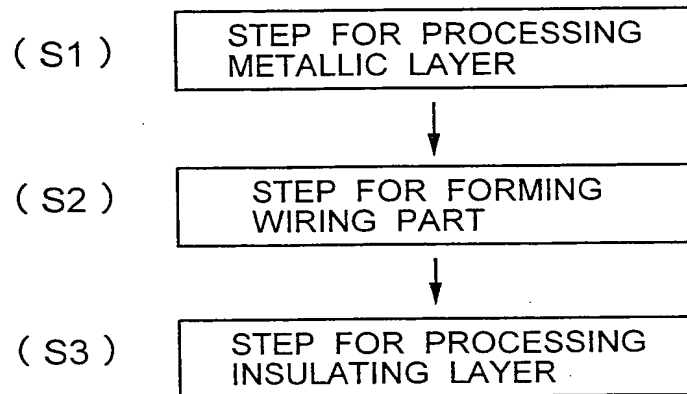 ( S1 )
STEP FOR PROCESSING
METALLIC LAYER
( S2 )
STEP FOR FORMING
WIRING PART
( S3 )
STEP FOR PROCESSING
INSULATING LAYER